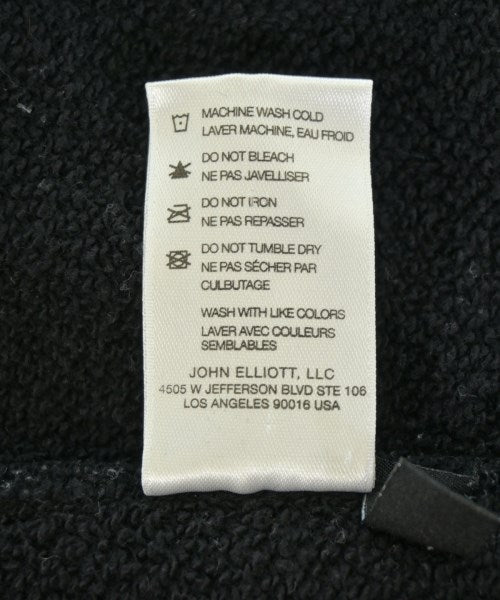 MACHINE WASH COLD
LAVER MACHINE, EAU FROID
DO NOT BLEACH
NE PAS JAVELLISER
DO NOT IRON
NE PAS REPASSER
DO NOT TUMBLE DRY
NE PAS SÉCHER PAR
CULBUTAGE
WASH WITH LIKE COLORS
LAVER AVEC COULEURS
SEMBLABLES
JOHN ELLIOTT, LLC
4505 W JEFFERSON BLVD STE 106
LOS ANGELES 90016 USA